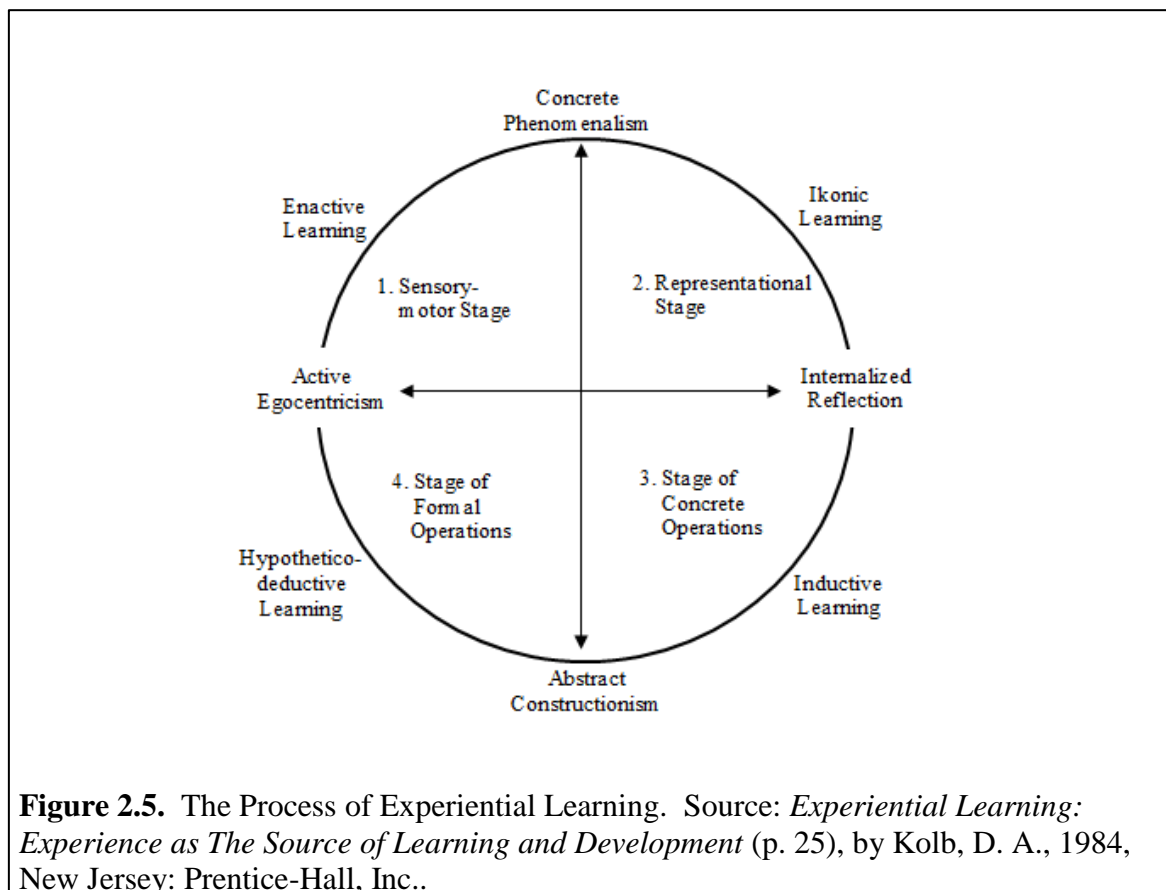 Concrete
Phenomenalism
Enactive
Learning
Ikonic
Learning
1. Sensory-
motor Stage
2. Representational
Stage
Active
Egocentricism
Internalized
Reflection
4. Stage of
Formal
Operations
3. Stage of
Concrete
Operations
Hypothetico-
deductive
Learning
Inductive
Learning
Abstract
Constructionism
Figure 2.5. The Process of Experiential Learning. Source: Experiential Learning:
Experience as The Source of Learning and Development (p. 25), by Kolb, D. A., 1984,
New Jersey: Prentice-Hall, Inc..